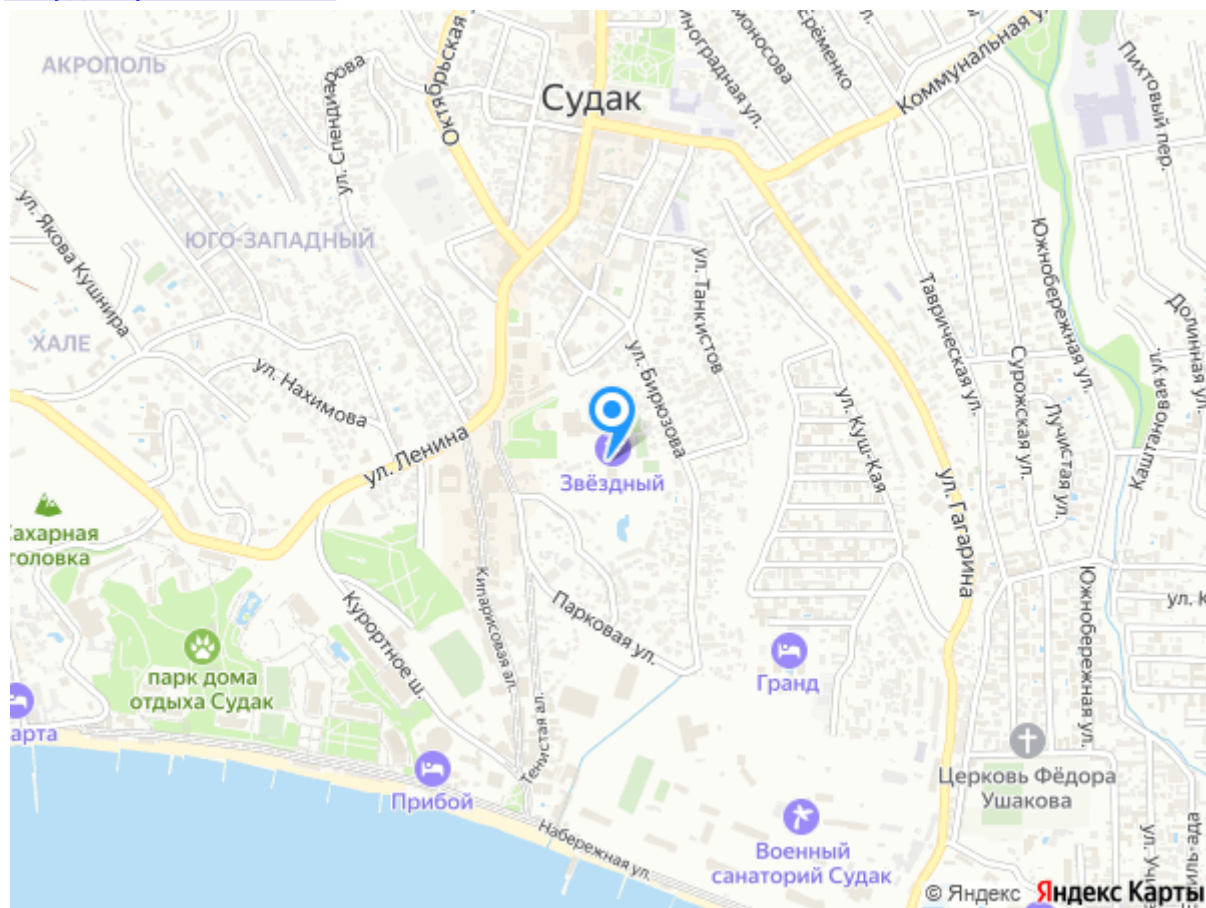 АКРОПОЛЬ
ул. Спендиарова
Октябрьская
Судак
Виноградная ул.
Ерёменко
Коммунальная
Пихтовый пер.
ул. Якова Кушнира
ЮГО-ЗАПАДНЫЙ
ХАЛЕ
ул. Нахимова
ул. Ленина
ул. Танкистов
ул. Бирюзова
Звёздный
ул. Куш-Кая
ул. Гагарина
Таврическая ул.
Сурожская ул.
Лучистая ул.
Южнобережная ул.
Каштановая ул.
Долинная ул.
Южнобережная ул.
Кипарисовая ал.
Тенистая ал.
Парковая ул.
Курортное ш.
парк дома
отдыха Судак
Гранд
Прибой
Набережная ул.
Военный
санаторий Судак
Церковь Фёдора
Ушакова
© Яндекс Яндекс Карты